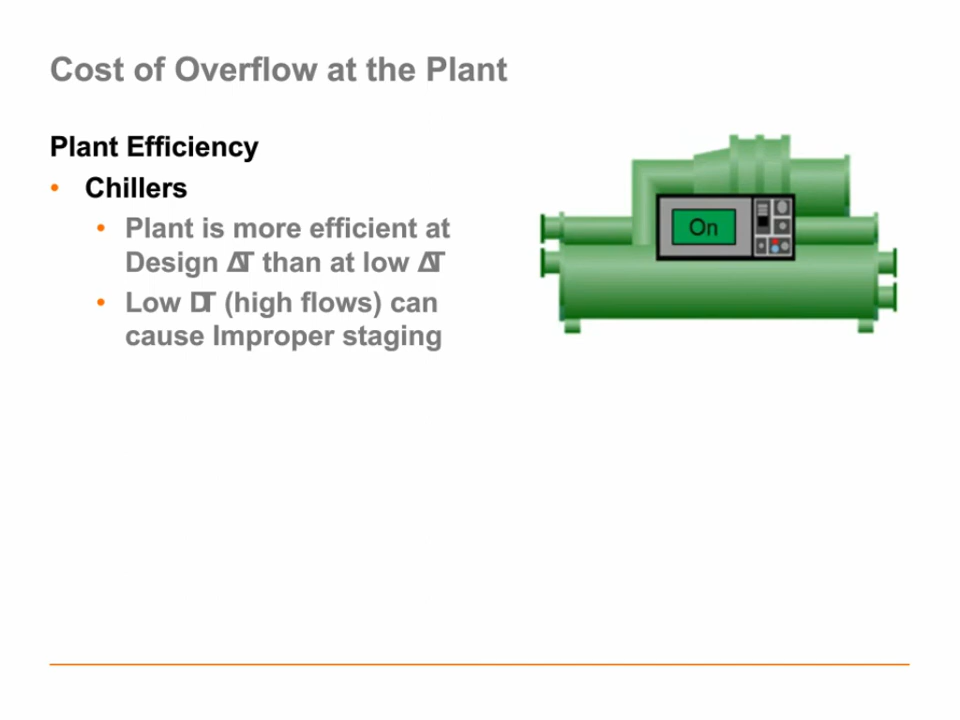 Cost of Overflow at the Plant
Plant Efficiency
• Chillers
• Plant is more efficient at
Design ΔT than at low ΔT
• Low DT (high flows) can
cause Improper staging
On